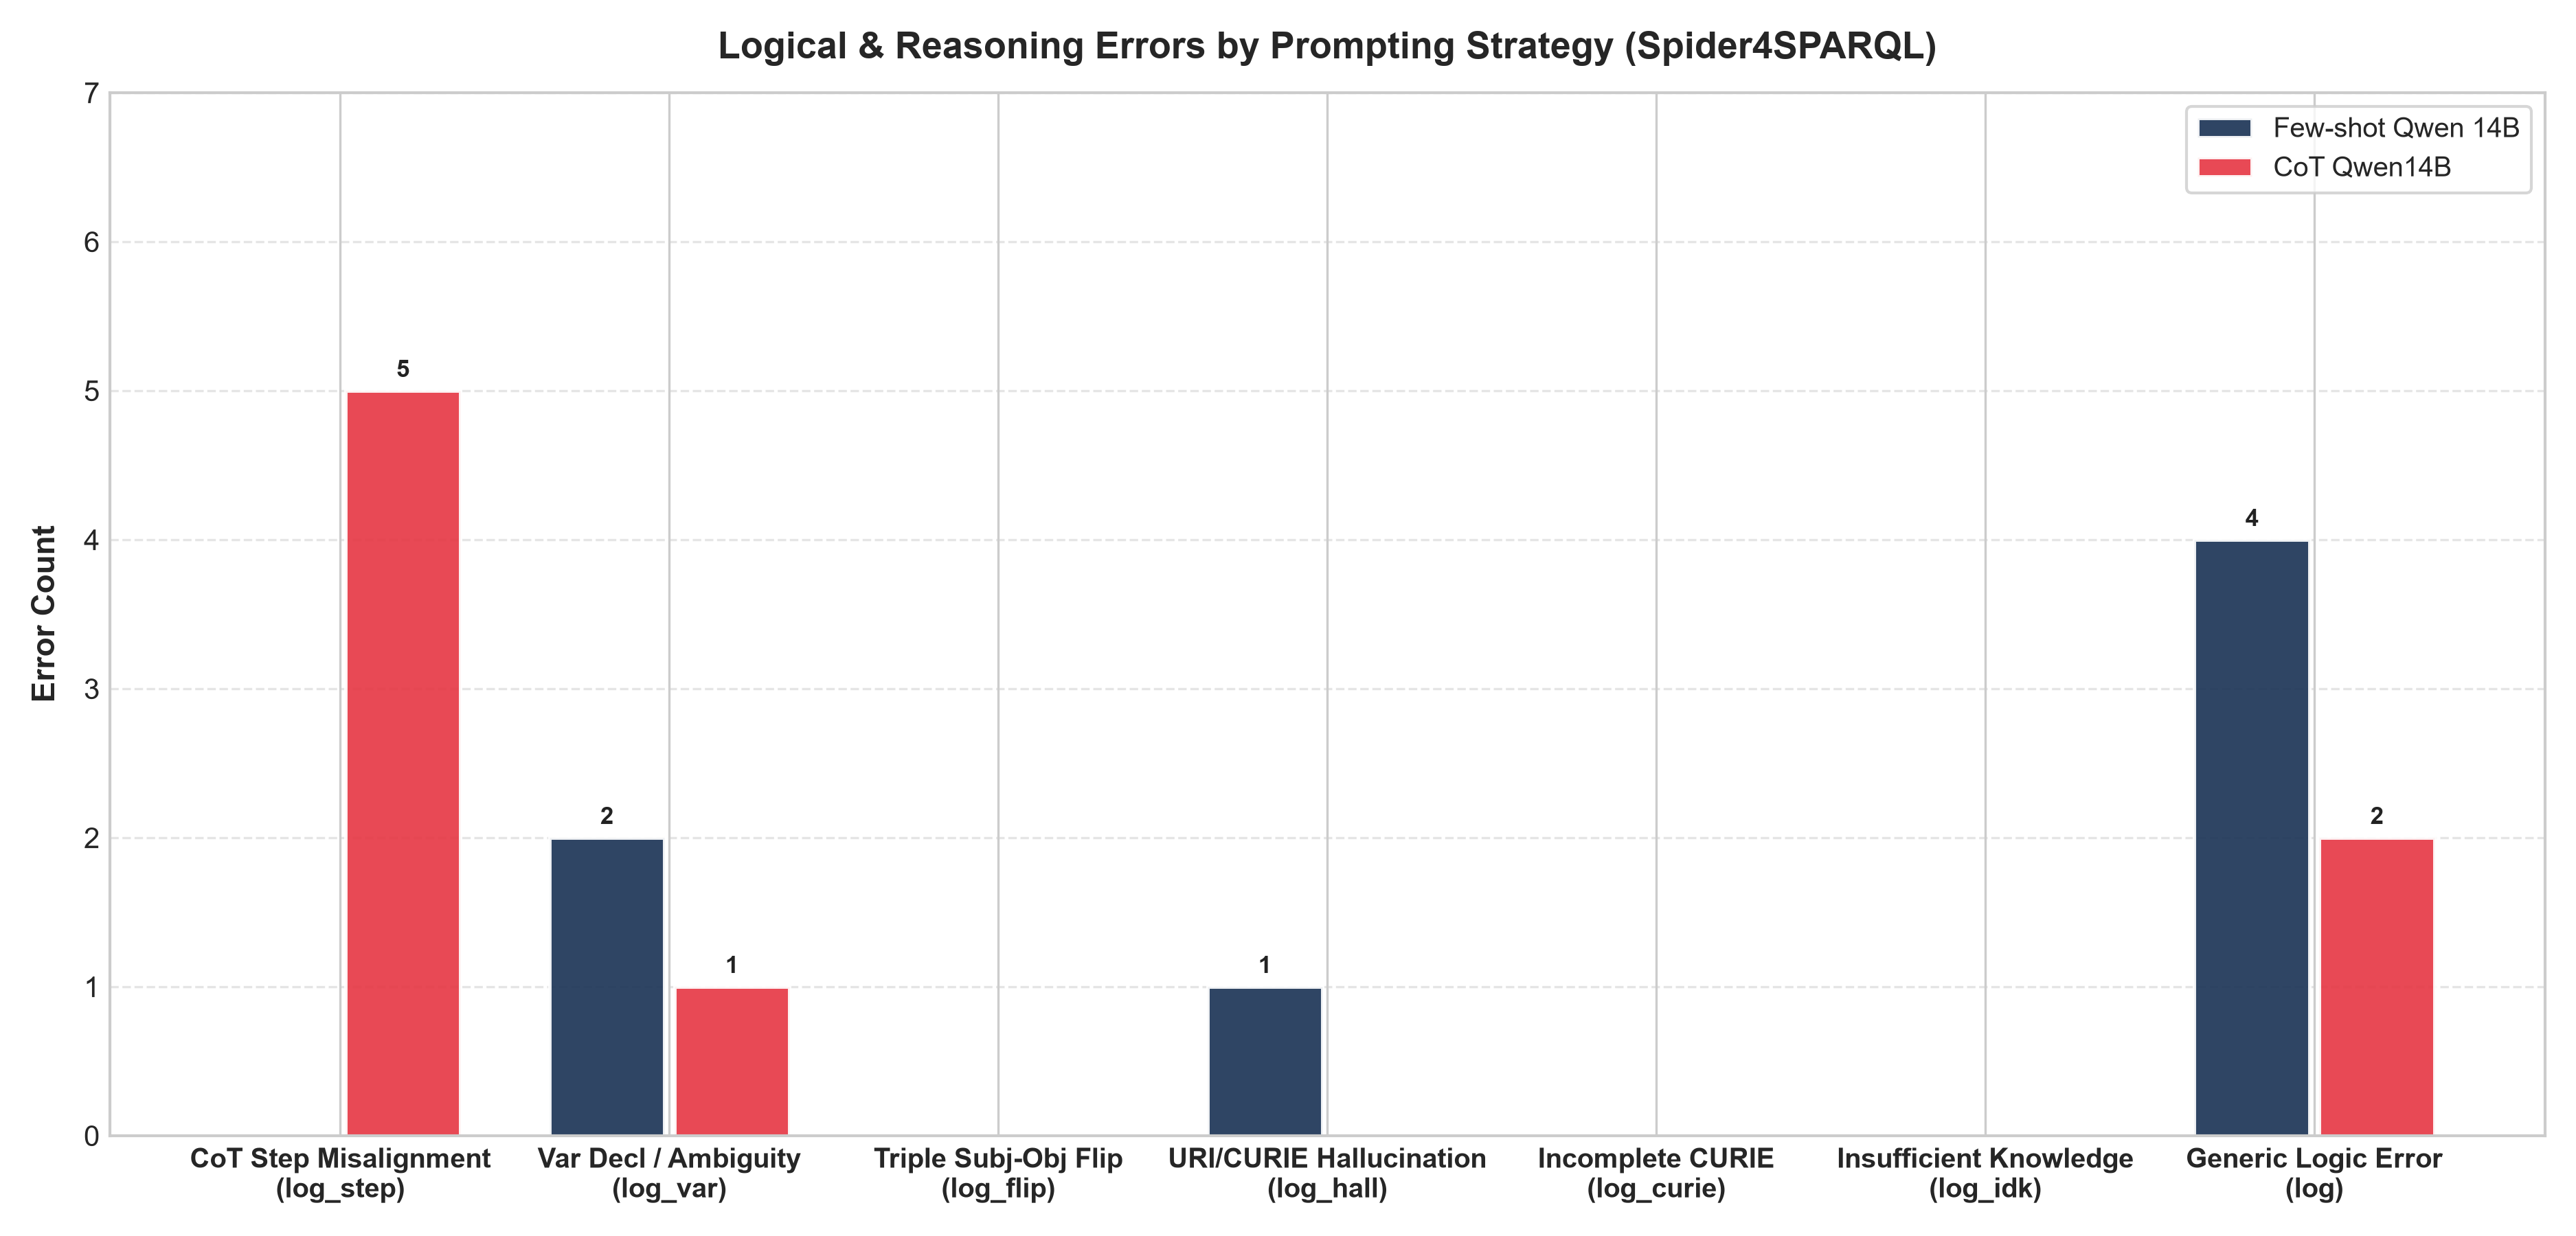 Logical & Reasoning Errors by Prompting Strategy (Spider4SPARQL)
Few-shot Qwen 14B
CoT Qwen14B
Error Count
7
6
5
4
3
2
1
0
5
2
1
1
4
2
CoT Step Misalignment
(log_step)
Var Decl / Ambiguity
(log_var)
Triple Subj-Obj Flip
(log_flip)
URI/CURIE Hallucination
(log_hall)
Incomplete CURIE
(log_curie)
Insufficient Knowledge
(log_idk)
Generic Logic Error
(log)